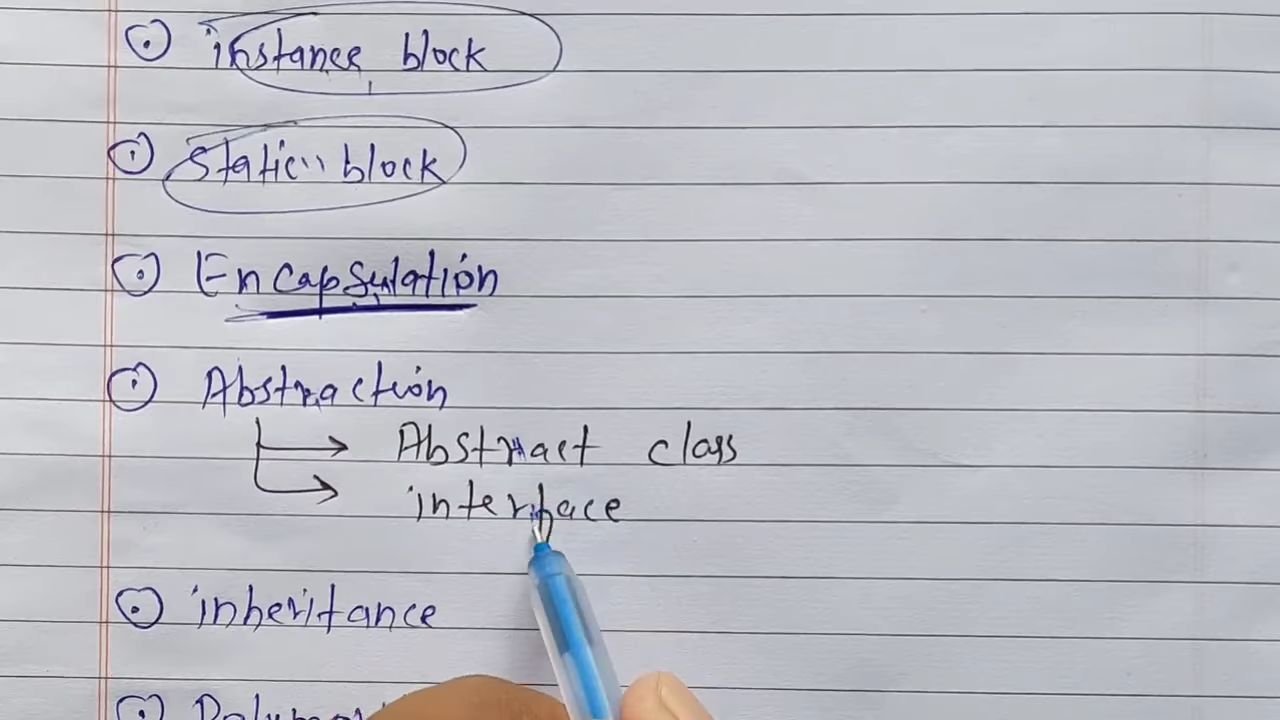 instance block
static block
Encapsulation
Abstraction
Abstract class
interface
inheritance